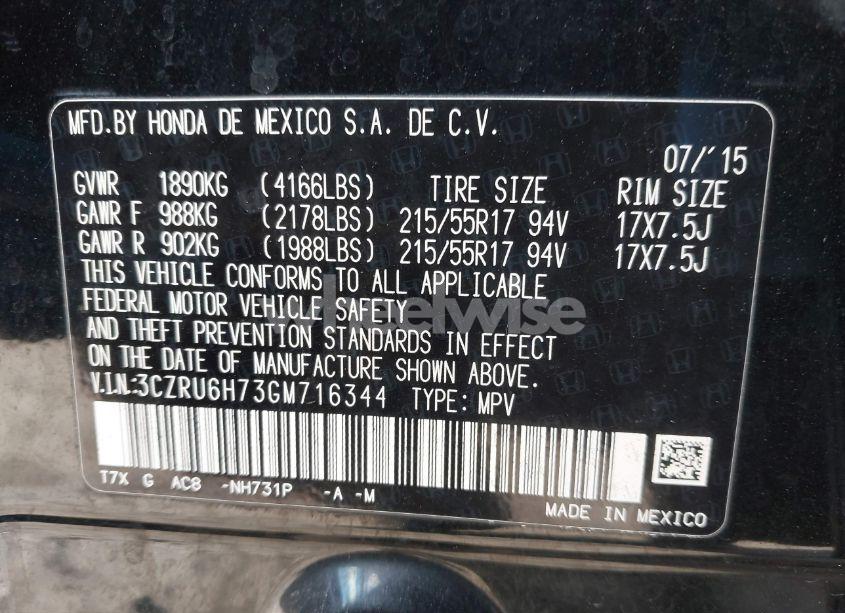 MFD.BY HONDA DE MEXICO S.A. DE C.V.
07/'15
GVWR 1890KG (4166LBS) TIRE SIZE RIM SIZE
GAWR F 988KG (2178LBS) 215/55R17 94V 17X7.5J
GAWR R 902KG (1988LBS) 215/55R17 94V 17X7.5J
THIS VEHICLE CONFORMS TO ALL APPLICABLE
FEDERAL MOTOR VEHICLE SAFETY
AND THEFT PREVENTION STANDARDS IN EFFECT
ON THE DATE OF MANUFACTURE SHOWN ABOVE.
V.I.N.:3CZRU6H73GM716344 TYPE: MPV
T7X G AC8 -NH731P -A -M
MADE IN MEXICO